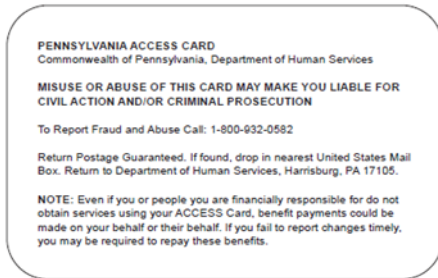 PENNSYLVANIA ACCESS CARD
Commonwealth of Pennsylvania, Department of Human Services
MISUSE OR ABUSE OF THIS CARD MAY MAKE YOU LIABLE FOR
CIVIL ACTION AND/OR CRIMINAL PROSECUTION
To Report Fraud and Abuse Call: 1-800-932-0582
Return Postage Guaranteed. If found, drop in nearest United States Mail
Box. Return to Department of Human Services, Harrisburg, PA 17105.
NOTE: Even if you or people you are financially responsible for do not
obtain services using your ACCESS Card, benefit payments could be
made on your behalf or their behalf. If you fail to report changes timely,
you may be required to repay these benefits.